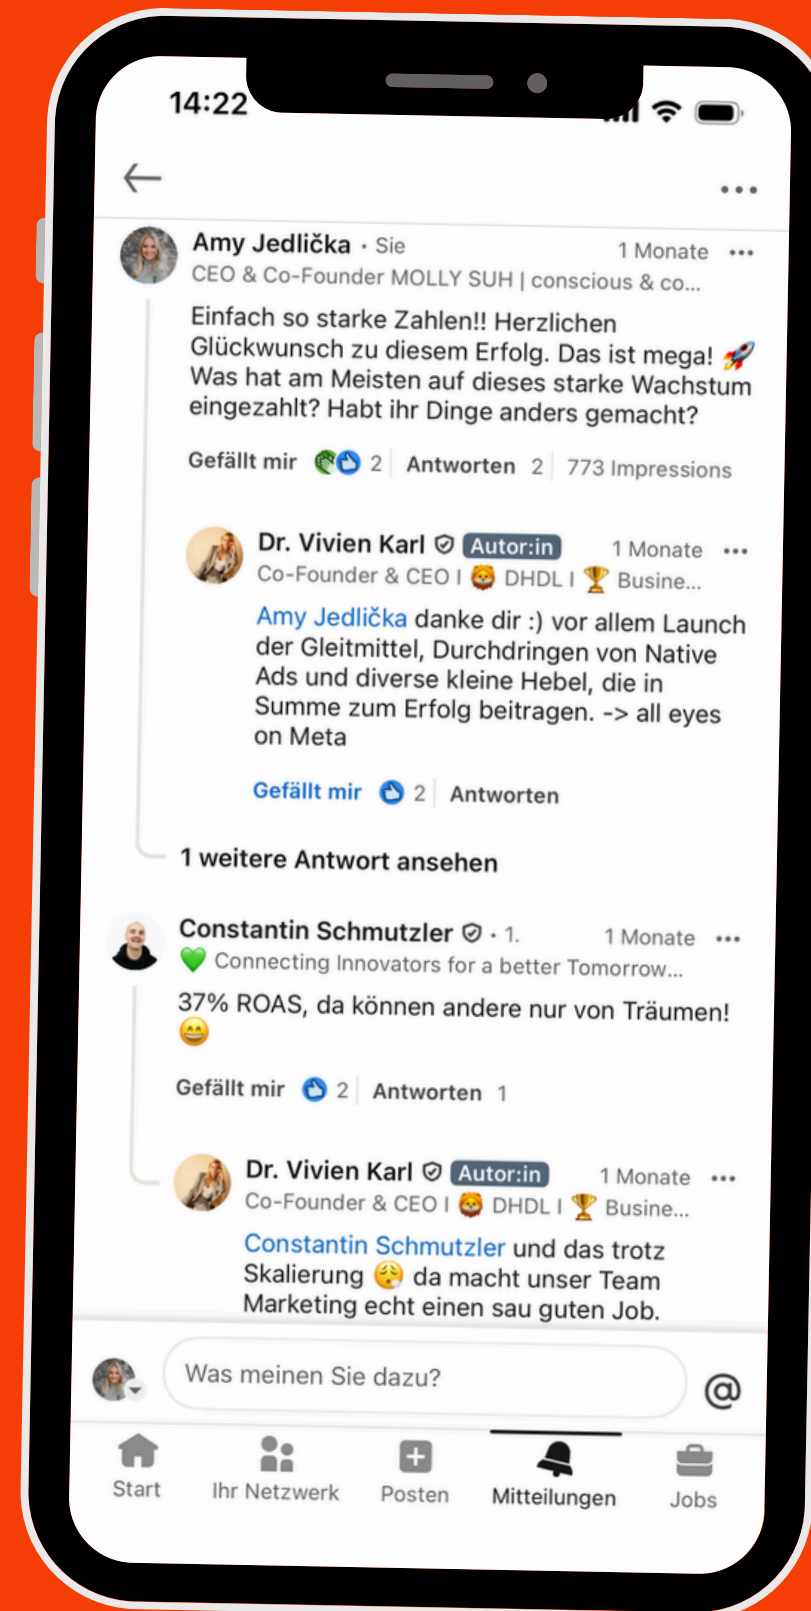 14:22
Amy Jedlička • Sie 1 Monate
CEO & Co-Founder MOLLY SUH | conscious & co...
Einfach so starke Zahlen!! Herzlichen
Glückwunsch zu diesem Erfolg. Das ist mega! 🚀
Was hat am Meisten auf dieses starke Wachstum
eingezahlt? Habt ihr Dinge anders gemacht?
Gefällt mir 2 Antworten 2 773 Impressions
Dr. Vivien Karl Autor:in 1 Monate
Co-Founder & CEO I 🦁 DHDL I 🏆 Busine...
Amy Jedlička danke dir :) vor allem Launch
der Gleitmittel, Durchdringen von Native
Ads und diverse kleine Hebel, die in
Summe zum Erfolg beitragen. -> all eyes
on Meta
Gefällt mir 2 Antworten
1 weitere Antwort ansehen
Constantin Schmutzler • 1. 1 Monate
💚 Connecting Innovators for a better Tomorrow...
37% ROAS, da können andere nur von Träumen!
😄
Gefällt mir 2 Antworten 1
Dr. Vivien Karl Autor:in 1 Monate
Co-Founder & CEO I 🦁 DHDL I 🏆 Busine...
Constantin Schmutzler und das trotz
Skalierung 😮‍💨 da macht unser Team
Marketing echt einen sau guten Job.
Was meinen Sie dazu? @
Start Ihr Netzwerk Posten Mitteilungen Jobs